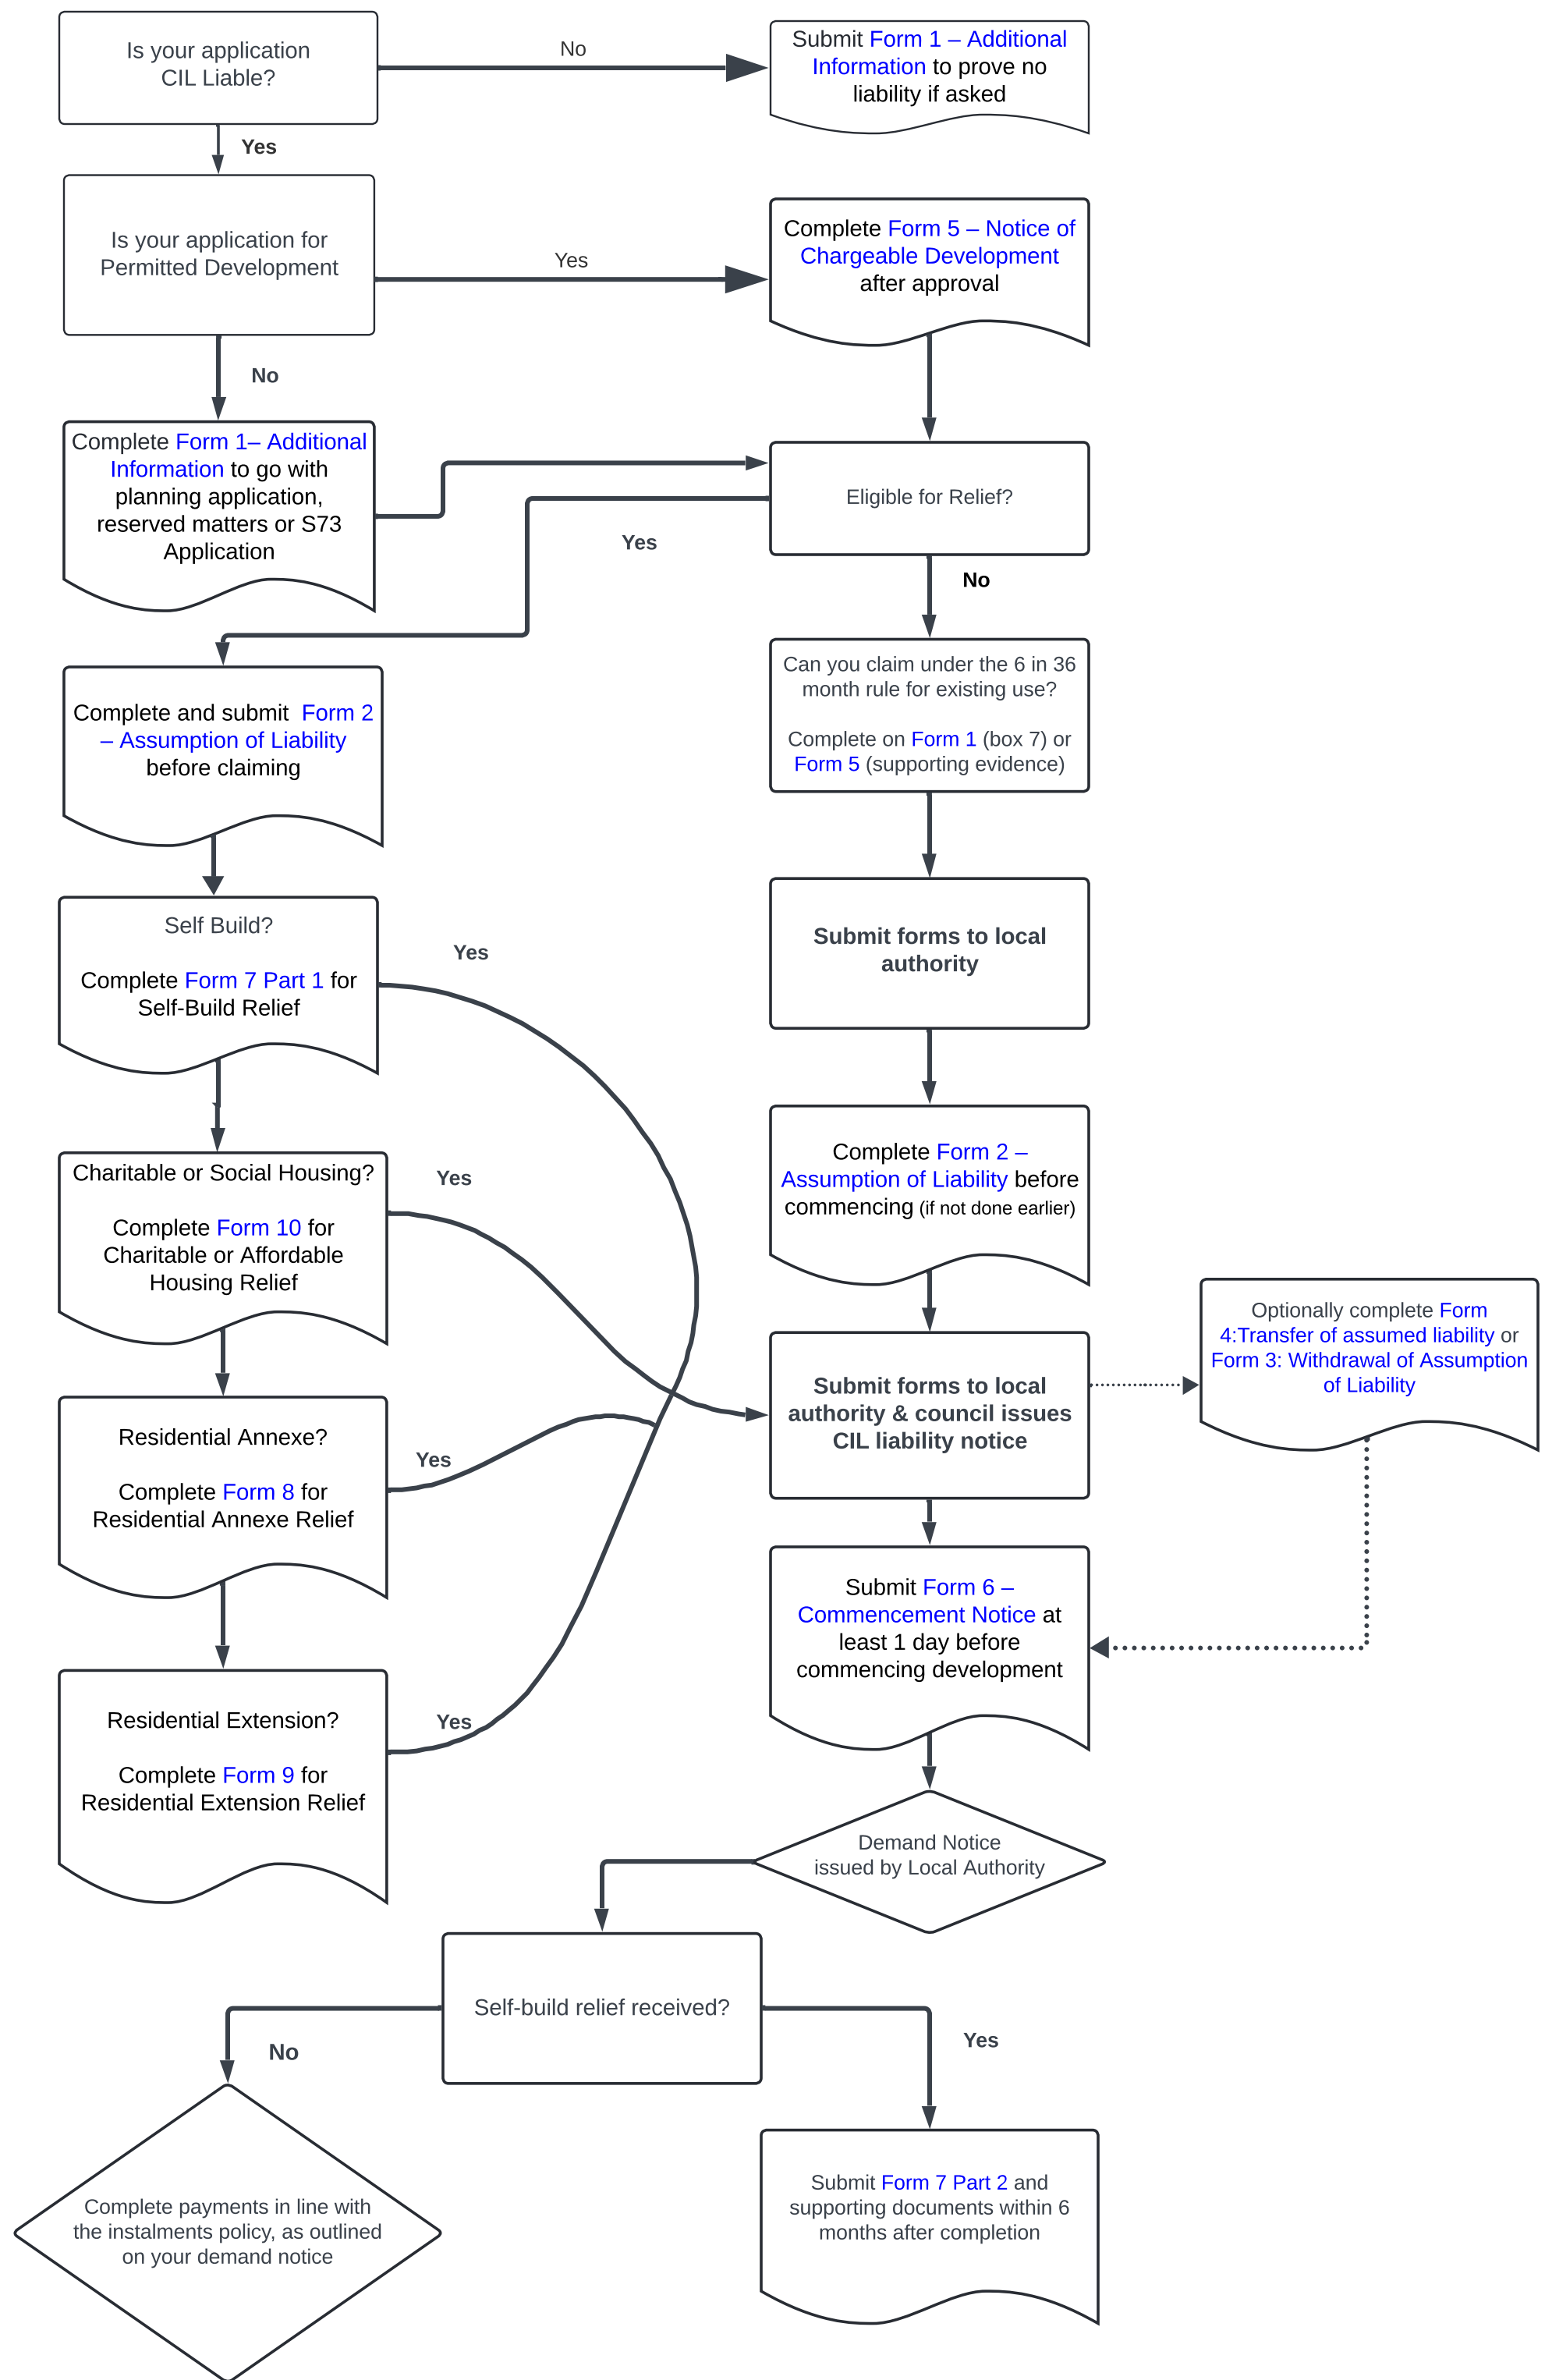 Is your application
CIL Liable?
No
Submit Form 1 – Additional
Information to prove no
liability if asked
Yes
Is your application for
Permitted Development
Yes
Complete Form 5 – Notice of
Chargeable Development
after approval
No
Complete Form 1– Additional
Information to go with
planning application,
reserved matters or S73
Application
Eligible for Relief?
Yes
No
Can you claim under the 6 in 36
month rule for existing use?
Complete on Form 1 (box 7) or
Form 5 (supporting evidence)
Complete and submit  Form 2
– Assumption of Liability
before claiming
Self Build?
Complete Form 7 Part 1 for
Self-Build Relief
Yes
Submit forms to local
authority
Charitable or Social Housing?
Complete Form 10 for
Charitable or Affordable
Housing Relief
Yes
Complete Form 2 –
Assumption of Liability before
commencing (if not done earlier)
Optionally complete Form
4:Transfer of assumed liability or
Form 3: Withdrawal of Assumption
of Liability
Submit forms to local
authority & council issues
CIL liability notice
Residential Annexe?
Complete Form 8 for
Residential Annexe Relief
Yes
Submit Form 6 –
Commencement Notice at
least 1 day before
commencing development
Residential Extension?
Complete Form 9 for
Residential Extension Relief
Yes
Demand Notice
issued by Local Authority
Self-build relief received?
No
Yes
Complete payments in line with
the instalments policy, as outlined
on your demand notice
Submit Form 7 Part 2 and
supporting documents within 6
months after completion